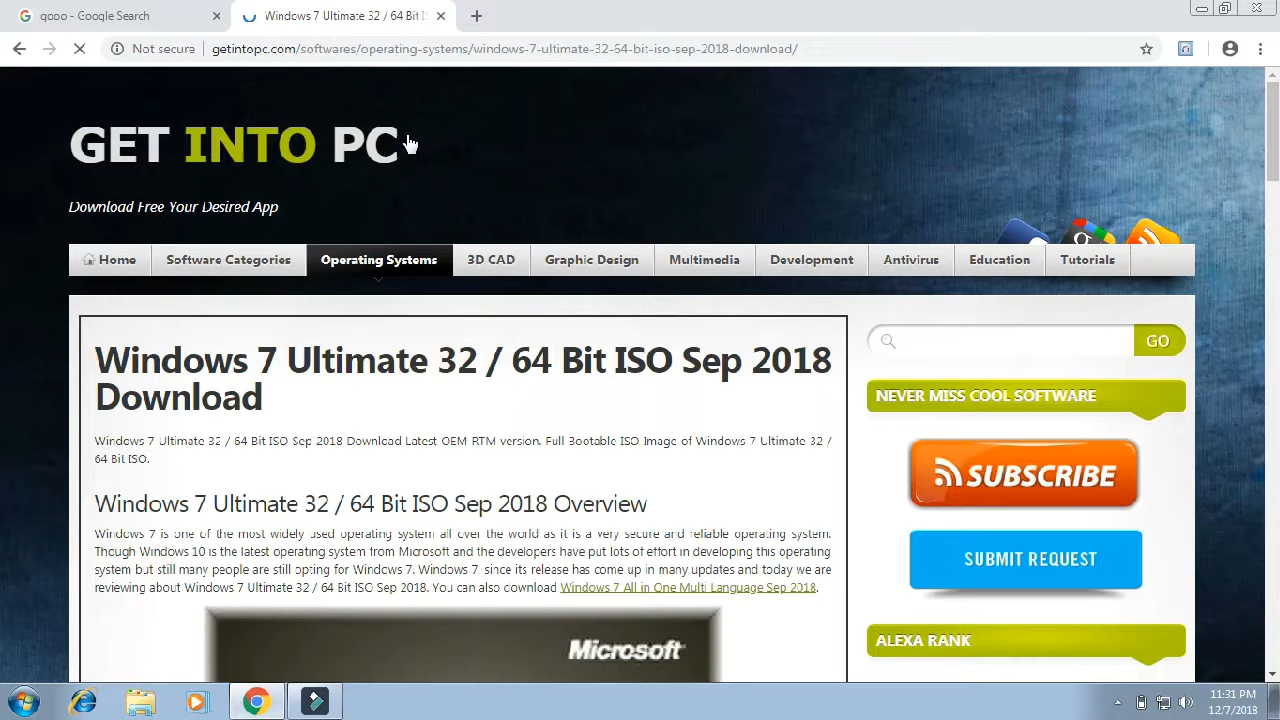 qooo - Google Search
Windows 7 Ultimate 32 / 64 Bit IS
Not secure
getintopc.com/softwares/operating-systems/windows-7-ultimate-32-64-bit-iso-sep-2018-download/
GET INTO PC
Download Free Your Desired App
Home
Software Categories
Operating Systems
3D CAD
Graphic Design
Multimedia
Development
Antivirus
Education
Tutorials
Windows 7 Ultimate 32 / 64 Bit ISO Sep 2018
Download
Windows 7 Ultimate 32 / 64 Bit ISO Sep 2018 Download Latest OEM RTM version. Full Bootable ISO Image of Windows 7 Ultimate 32 /
64 Bit ISO.
Windows 7 Ultimate 32 / 64 Bit ISO Sep 2018 Overview
Windows 7 is one of the most widely used operating system all over the world as it is a very secure and reliable operating system.
Though Windows 10 is the latest operating system from Microsoft and the developers have put lots of effort in developing this operating
system but still many people are still opting for Windows 7. Windows 7, since its release has come up in many updates and today we are
reviewing about Windows 7 Ultimate 32 / 64 Bit ISO Sep 2018. You can also download Windows 7 All in One Multi Language Sep 2018.
Microsoft
GO
NEVER MISS COOL SOFTWARE
SUBSCRIBE
SUBMIT REQUEST
ALEXA RANK
11:31 PM
12/7/2018